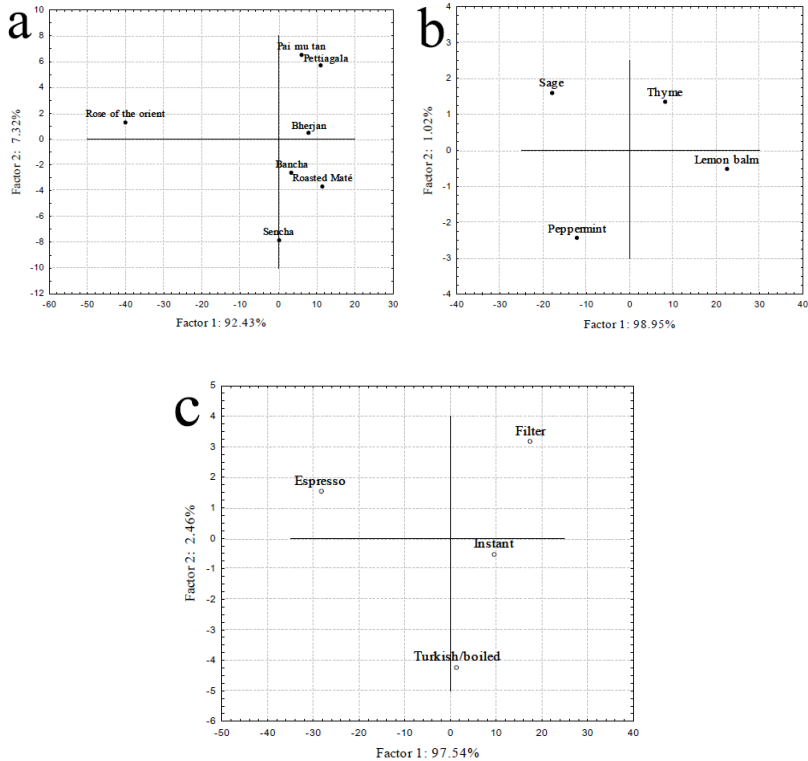 a
10
8
6
4
2
0
-2
-4
-6
-8
-10
-12
Factor 2: 7.32%
Pai mu tan
Pettiagala
Rose of the orient
Bherjan
Bancha
Roasted Maté
Sencha
-50 -40 -30 -20 -10 0 10 20 30
Factor 1: 92.43%
b
4
3
2
1
0
-1
-2
-3
-4
Factor 2: 1.02%
Sage
Thyme
Lemon balm
Peppermint
-40 -30 -20 -10 0 10 20 30 40
Factor 1: 98.95%
c
5
4
3
2
1
0
-1
-2
-3
-4
-5
-6
Factor 2: 2.46%
Filter
Espresso
Instant
Turkish/boiled
-50 -40 -30 -20 -10 0 10 20 30 40
Factor 1: 97.54%